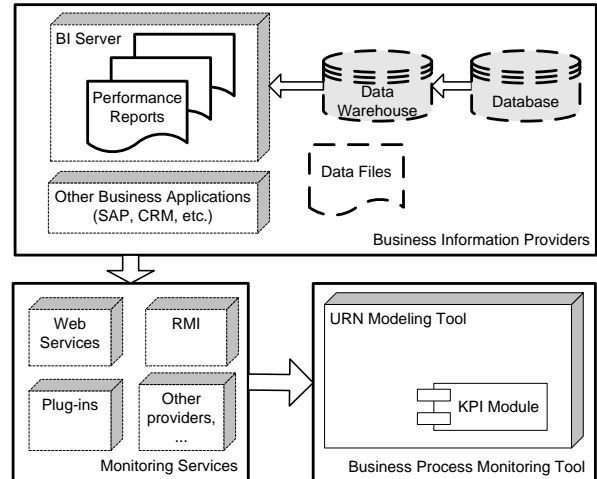 BI Server
Performance
Reports
Data
Warehouse
Database
Data Files
Other Business Applications
(SAP, CRM, etc.)
Business Information Providers
Web
Services
RMI
Plug-ins
Other
providers,
...
Monitoring Services
URN Modeling Tool
KPI Module
Business Process Monitoring Tool